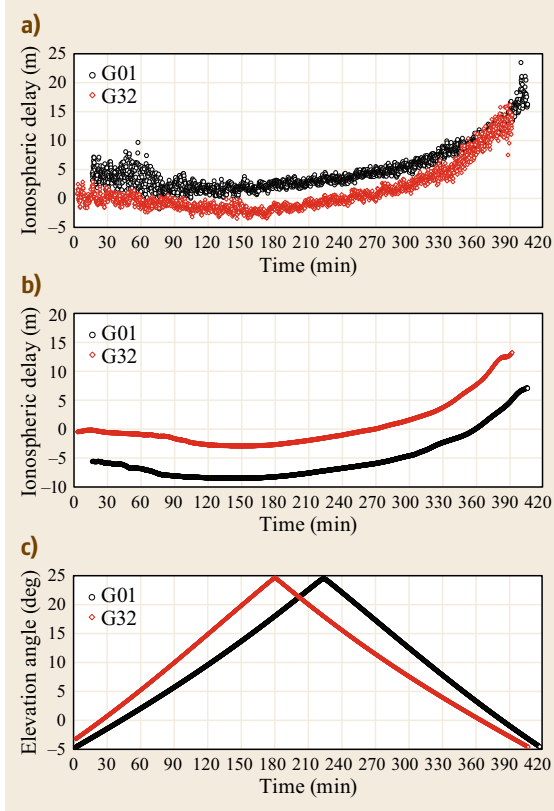 a)
Ionospheric delay (m)
25
20
15
10
5
0
−5
G01
G32
0 30 60 90 120 150 180 210 240 270 300 330 360 390 420
Time (min)
b)
Ionospheric delay (m)
20
15
10
5
0
−5
−10
G01
G32
0 30 60 90 120 150 180 210 240 270 300 330 360 390 420
Time (min)
c)
Elevation angle (deg)
25
20
15
10
5
0
−5
G01
G32
0 30 60 90 120 150 180 210 240 270 300 330 360 390 420
Time (min)